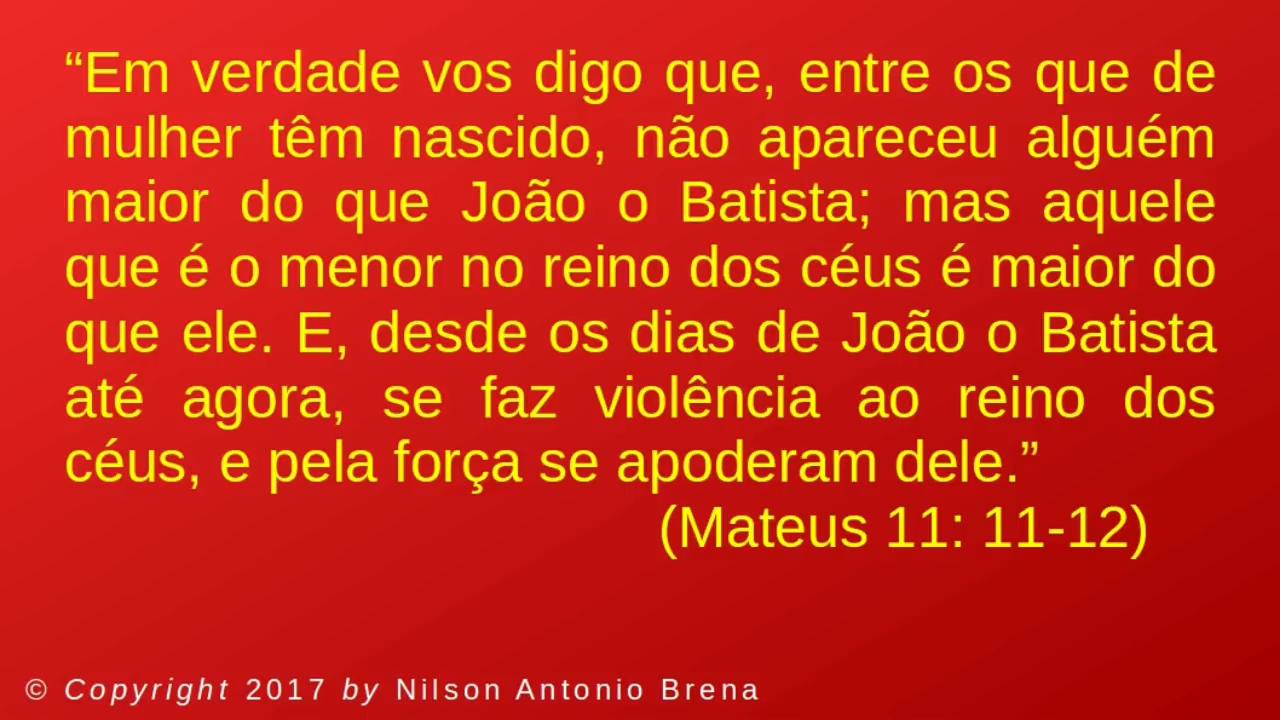 “Em verdade vos digo que, entre os que de
mulher têm nascido, não apareceu alguém
maior do que João o Batista; mas aquele
que é o menor no reino dos céus é maior do
que ele. E, desde os dias de João o Batista
até agora, se faz violência ao reino dos
céus, e pela força se apoderam dele.”
(Mateus 11: 11-12)
© Copyright 2017 by Nilson Antonio Brena